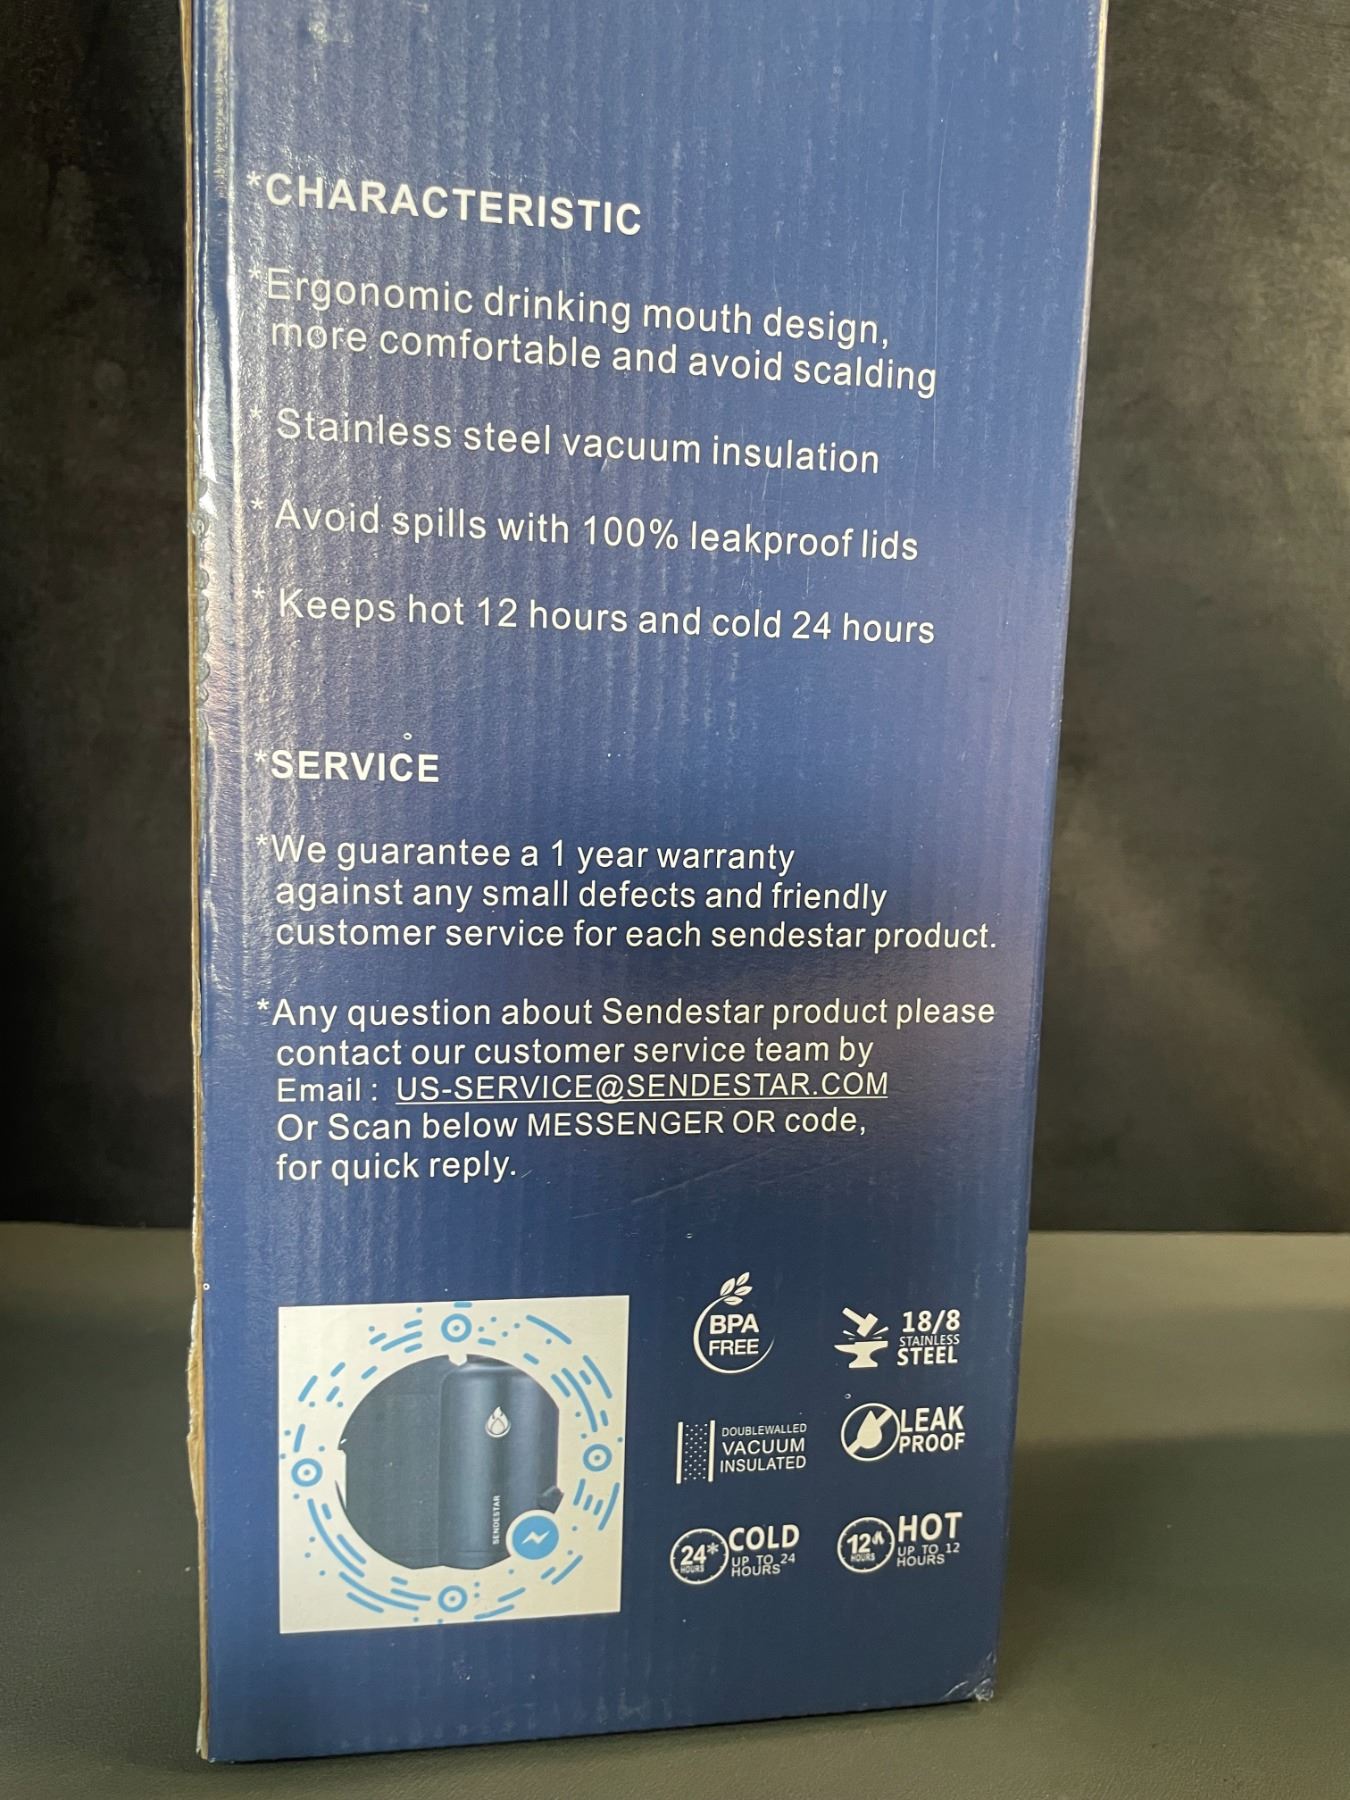 *CHARACTERISTIC
*Ergonomic drinking mouth design,
more comfortable and avoid scalding
* Stainless steel vacuum insulation
* Avoid spills with 100% leakproof lids
* Keeps hot 12 hours and cold 24 hours
*SERVICE
*We guarantee a 1 year warranty
against any small defects and friendly
customer service for each sendestar product.
*Any question about Sendestar product please
contact our customer service team by
Email : US-SERVICE@SENDESTAR.COM
Or Scan below MESSENGER OR code,
for quick reply.
SENDESTAR
BPA
FREE
18/8
STAINLESS
STEEL
DOUBLEWALLED
VACUUM
INSULATED
LEAK
PROOF
24*
HOURS
COLD
UP TO 24
HOURS
12
HOURS
HOT
UP TO 12
HOURS